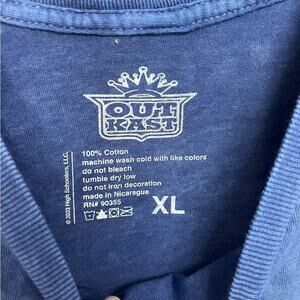 OUT
KAST
100% Cotton
machine wash cold with like colors
do not bleach
tumble dry low
do not iron decoration
made in Nicaragua
RN# 90355
XL
© 2023 High Schoolers, LLC.